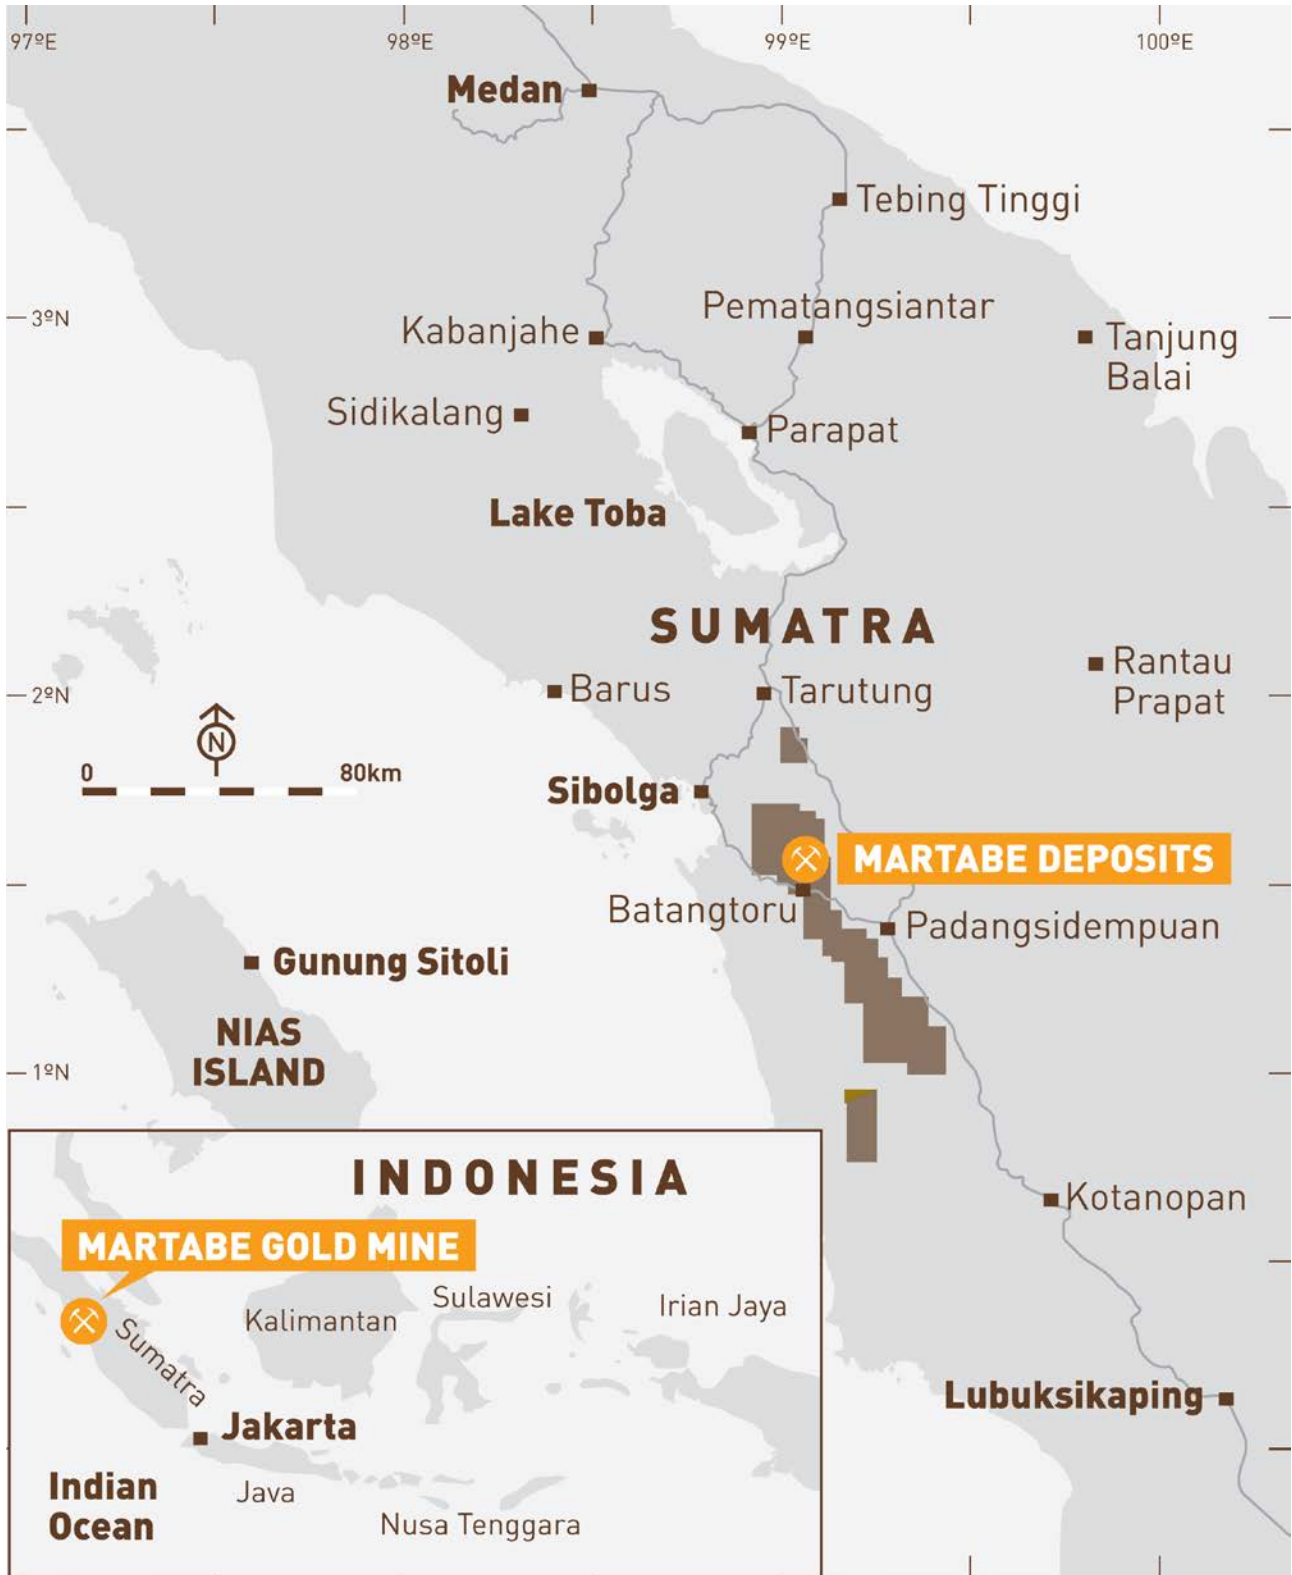 97ºE
98ºE
99ºE
100ºE
Medan
Tebing Tinggi
3ºN
Pematangsiantar
Kabanjahe
Tanjung
Balai
Sidikalang
Parapat
Lake Toba
SUMATRA
Rantau
Prapat
2ºN
Barus
Tarutung
N
0
80km
Sibolga
MARTABE DEPOSITS
Batangtoru
Padangsidempuan
Gunung Sitoli
NIAS
ISLAND
1ºN
INDONESIA
Kotanopan
MARTABE GOLD MINE
Sulawesi
Irian Jaya
Kalimantan
Sumatra
Lubuksikaping
Jakarta
Indian
Ocean
Java
Nusa Tenggara